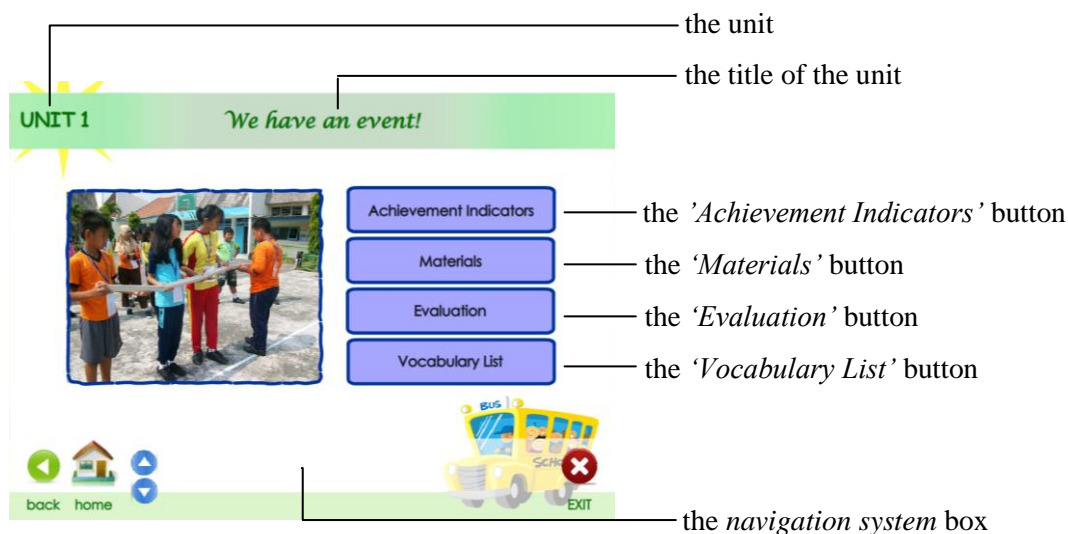 the unit
the title of the unit
UNIT 1
We have an event!
Achievement Indicators
the ’Achievement Indicators’ button
Materials
the ‘Materials’ button
Evaluation
the ‘Evaluation’ button
Vocabulary List
the ‘Vocabulary List’ button
BUS
SCHO
back home
EXIT
the navigation system box